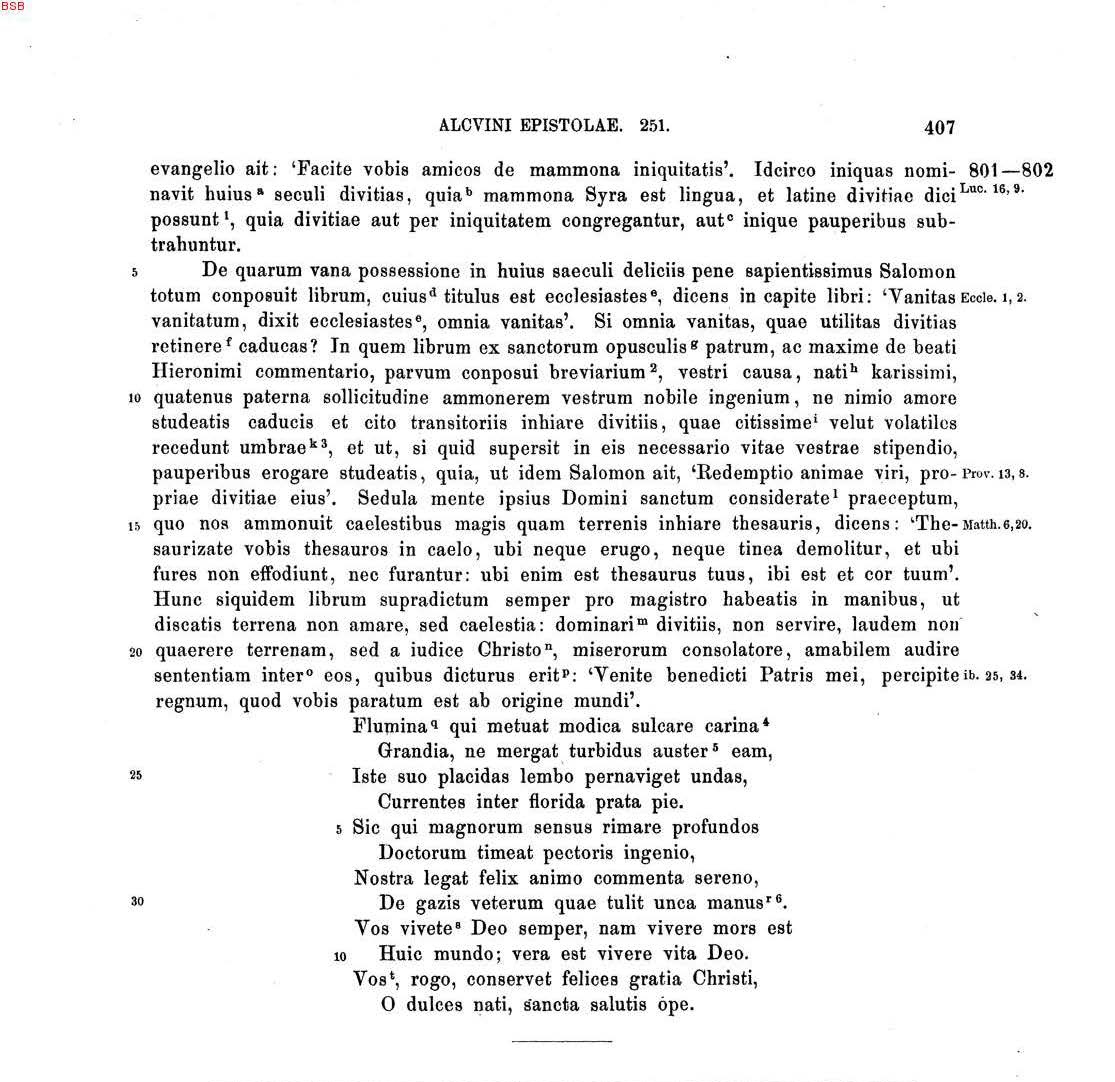 BSB
ALCVINI EPISTOLAE. 251. 407
evangelio ait: ‘Facite vobis amicos de mammona iniquitatis’. Idcirco iniquas nomi- 801—802
navit huius ᵃ seculi divitias, quia ᵇ mammona Syra est lingua, et latine divitiae dici Luc. 16, 9.
possunt ¹, quia divitiae aut per iniquitatem congregantur, aut ᶜ inique pauperibus sub-
trahuntur.
5 De quarum vana possessione in huius saeculi deliciis pene sapientissimus Salomon
totum conposuit librum, cuius ᵈ titulus est ecclesiastes ᵉ, dicens in capite libri: ‘Vanitas Eccle. 1, 2.
vanitatum, dixit ecclesiastes ᵉ, omnia vanitas’. Si omnia vanitas, quae utilitas divitias
retinere ᶠ caducas? In quem librum ex sanctorum opusculis ᵍ patrum, ac maxime de beati
Hieronimi commentario, parvum conposui breviarium ², vestri causa, nati ʰ karissimi,
10 quatenus paterna sollicitudine ammonerem vestrum nobile ingenium, ne nimio amore
studeatis caducis et cito transitoriis inhiare divitiis, quae citissime ⁱ velut volatiles
recedunt umbrae ᵏ ³, et ut, si quid supersit in eis necessario vitae vestrae stipendio,
pauperibus erogare studeatis, quia, ut idem Salomon ait, ‘Redemptio animae viri, pro- Prov. 13, 8.
priae divitiae eius’. Sedula mente ipsius Domini sanctum considerate ˡ praeceptum,
15 quo nos ammonuit caelestibus magis quam terrenis inhiare thesauris, dicens: ‘The- Matth. 6, 20.
saurizate vobis thesauros in caelo, ubi neque erugo, neque tinea demolitur, et ubi
fures non effodiunt, nec furantur: ubi enim est thesaurus tuus, ibi est et cor tuum’.
Hunc siquidem librum supradictum semper pro magistro habeatis in manibus, ut
discatis terrena non amare, sed caelestia: dominari ᵐ divitiis, non servire, laudem non
20 quaerere terrenam, sed a iudice Christo ⁿ, miserorum consolatore, amabilem audire
sententiam inter ᵒ eos, quibus dicturus erit ᵖ: ‘Venite benedicti Patris mei, percipite ib. 25, 34.
regnum, quod vobis paratum est ab origine mundi’.
Flumina q qui metuat modica sulcare carina ⁴
Grandia, ne mergat turbidus auster ⁵ eam,
25 Iste suo placidas lembo pernaviget undas,
Currentes inter florida prata pie.
5 Sic qui magnorum sensus rimare profundos
Doctorum timeat pectoris ingenio,
Nostra legat felix animo commenta sereno,
30 De gazis veterum quae tulit unca manus ʳ ⁶.
Vos vivete ˢ Deo semper, nam vivere mors est
10 Huic mundo; vera est vivere vita Deo.
Vos ᵗ, rogo, conservet felices gratia Christi,
O dulces nati, sancta salutis ope.